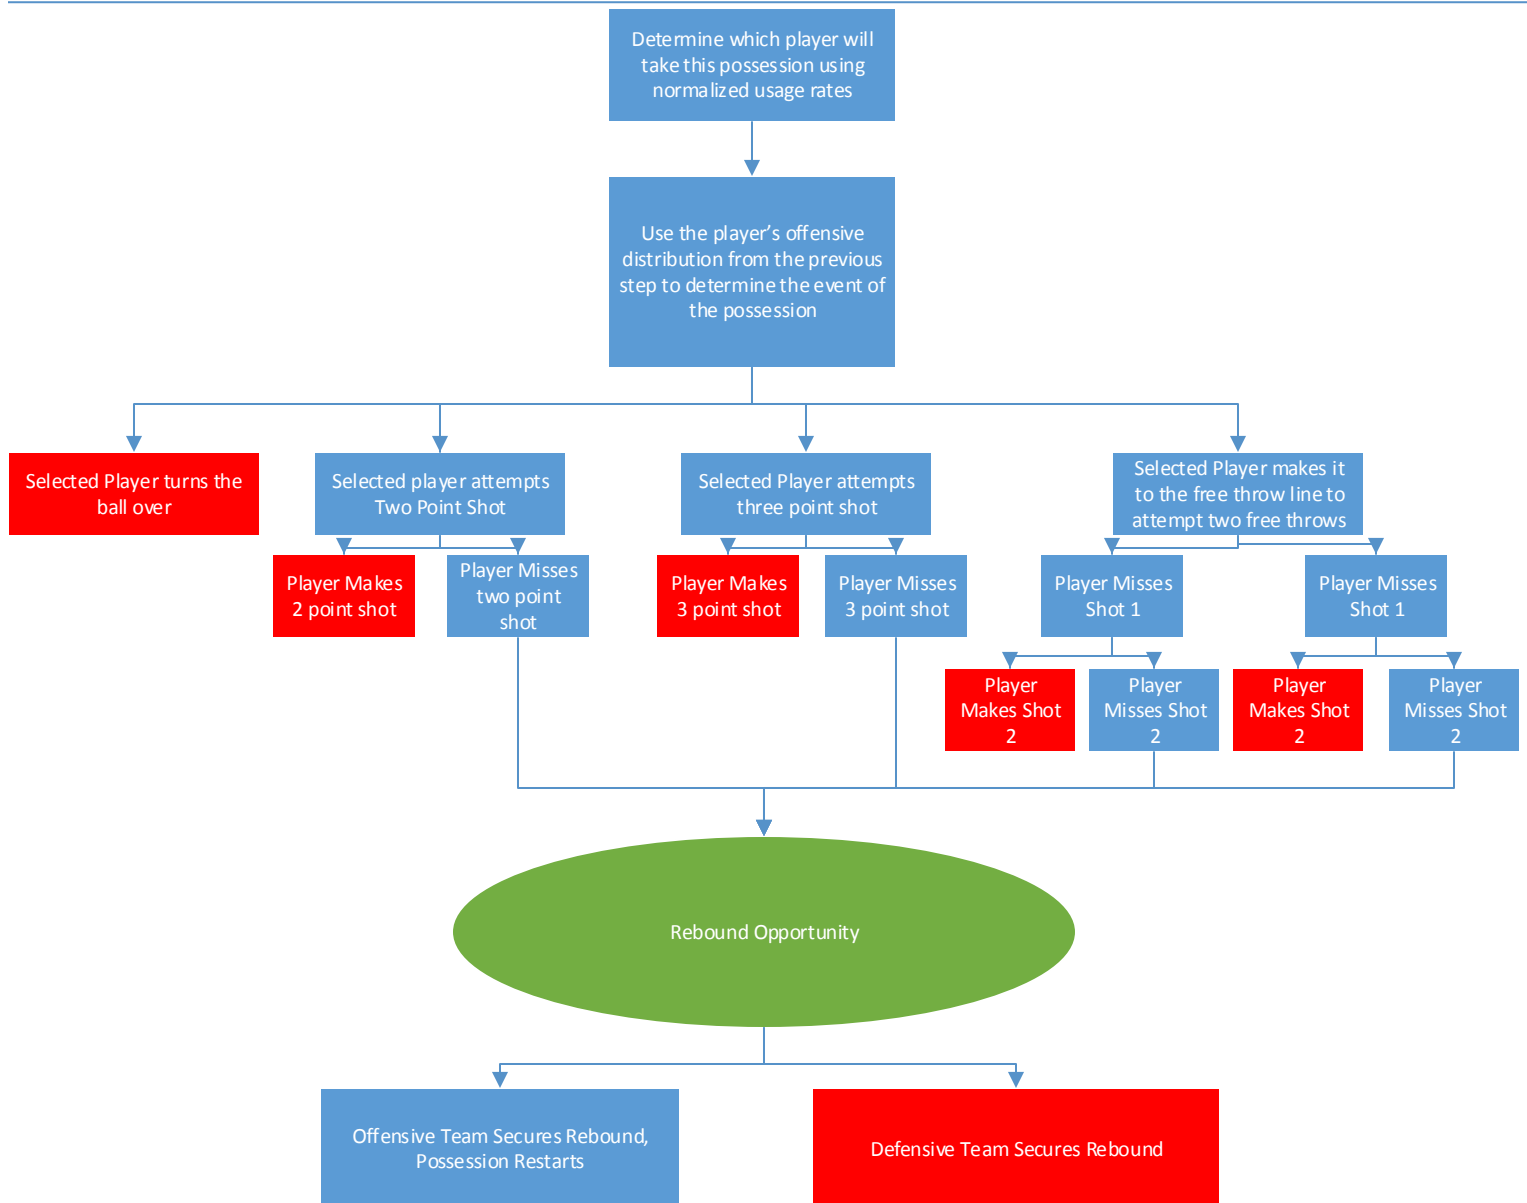 Determine which player will
take this possession using
normalized usage rates
Use the player’s offensive
distribution from the previous
step to determine the event of
the possession
Selected Player turns the
ball over
Selected player attempts
Two Point Shot
Selected Player attempts
three point shot
Selected Player makes it
to the free throw line to
attempt two free throws
Player Makes
2 point shot
Player Misses
two point
shot
Player Makes
3 point shot
Player Misses
3 point shot
Player Misses
Shot 1
Player Misses
Shot 1
Player
Makes Shot
2
Player
Misses Shot
2
Player
Makes Shot
2
Player
Misses Shot
2
Rebound Opportunity
Offensive Team Secures Rebound,
Possession Restarts
Defensive Team Secures Rebound